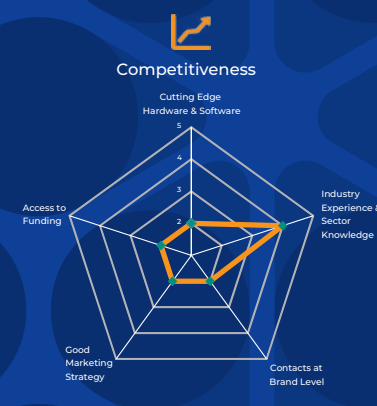 Competitiveness
Cutting Edge
Hardware & Software
5
4
3
2
Access to
Funding
Industry
Experience &
Sector
Knowledge
Good
Marketing
Strategy
Contacts at
Brand Level